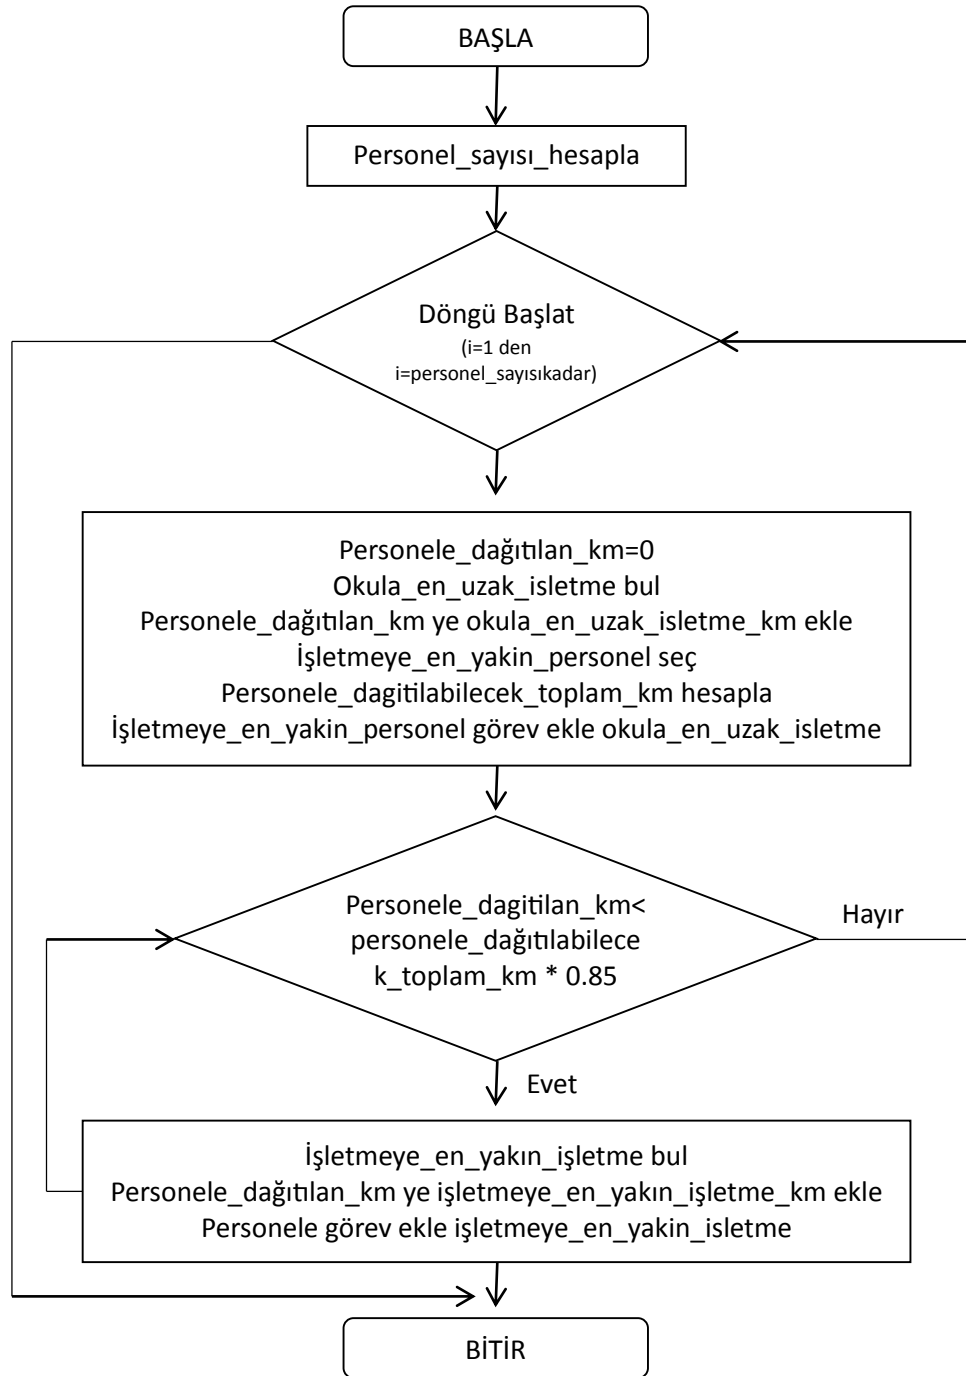 BAŞLA
Personel_sayısı_hesapla
Döngü Başlat
(i=1 den
i=personel_sayısıkadar)
Personele_dağıtılan_km=0
Okula_en_uzak_isletme bul
Personele_dağıtılan_km ye okula_en_uzak_isletme_km ekle
İşletmeye_en_yakin_personel seç
Personele_dagitilabilecek_toplam_km hesapla
İşletmeye_en_yakin_personel görev ekle okula_en_uzak_isletme
Personele_dagitilan_km<
personele_dağıtılabilece
k_toplam_km * 0.85
Hayır
Evet
İşletmeye_en_yakın_işletme bul
Personele_dağıtılan_km ye işletmeye_en_yakın_işletme_km ekle
Personele görev ekle işletmeye_en_yakin_isletme
BİTİR